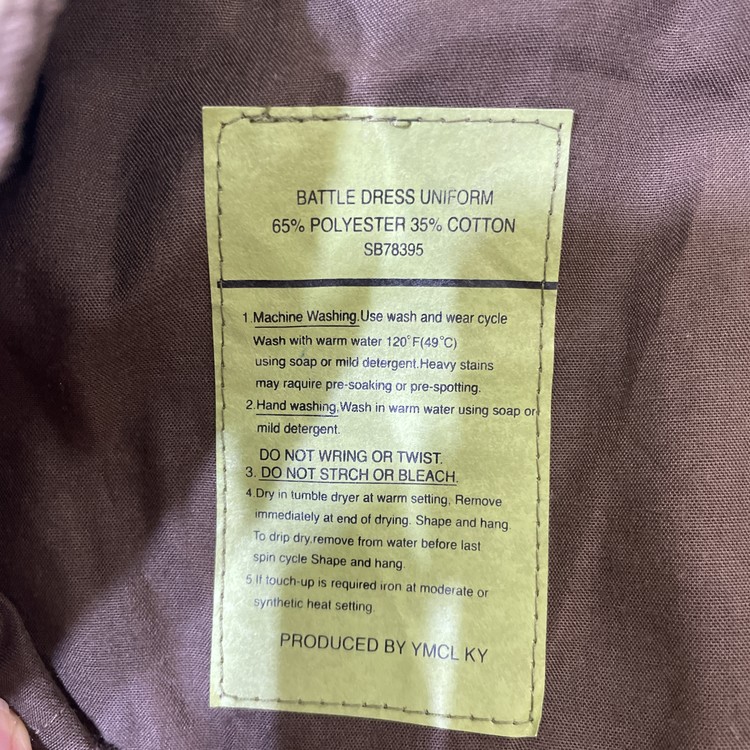 BATTLE DRESS UNIFORM
65% POLYESTER 35% COTTON
SB78395
1.Machine Washing.Use wash and wear cycle
Wash with warm water 120°F(49°C)
using soap or mild detergent.Heavy stains
may raquire pre-soaking or pre-spotting.
2.Hand washing.Wash in warm water using soap or
mild detergent.
DO NOT WRING OR TWIST.
3. DO NOT STRCH OR BLEACH.
4.Dry in tumble dryer at warm setting. Remove
immediately at end of drying. Shape and hang.
To drip dry,remove from water before last
spin cycle Shape and hang.
5 If touch-up is required iron at moderate or
synthetic heat setting.
PRODUCED BY YMCL KY